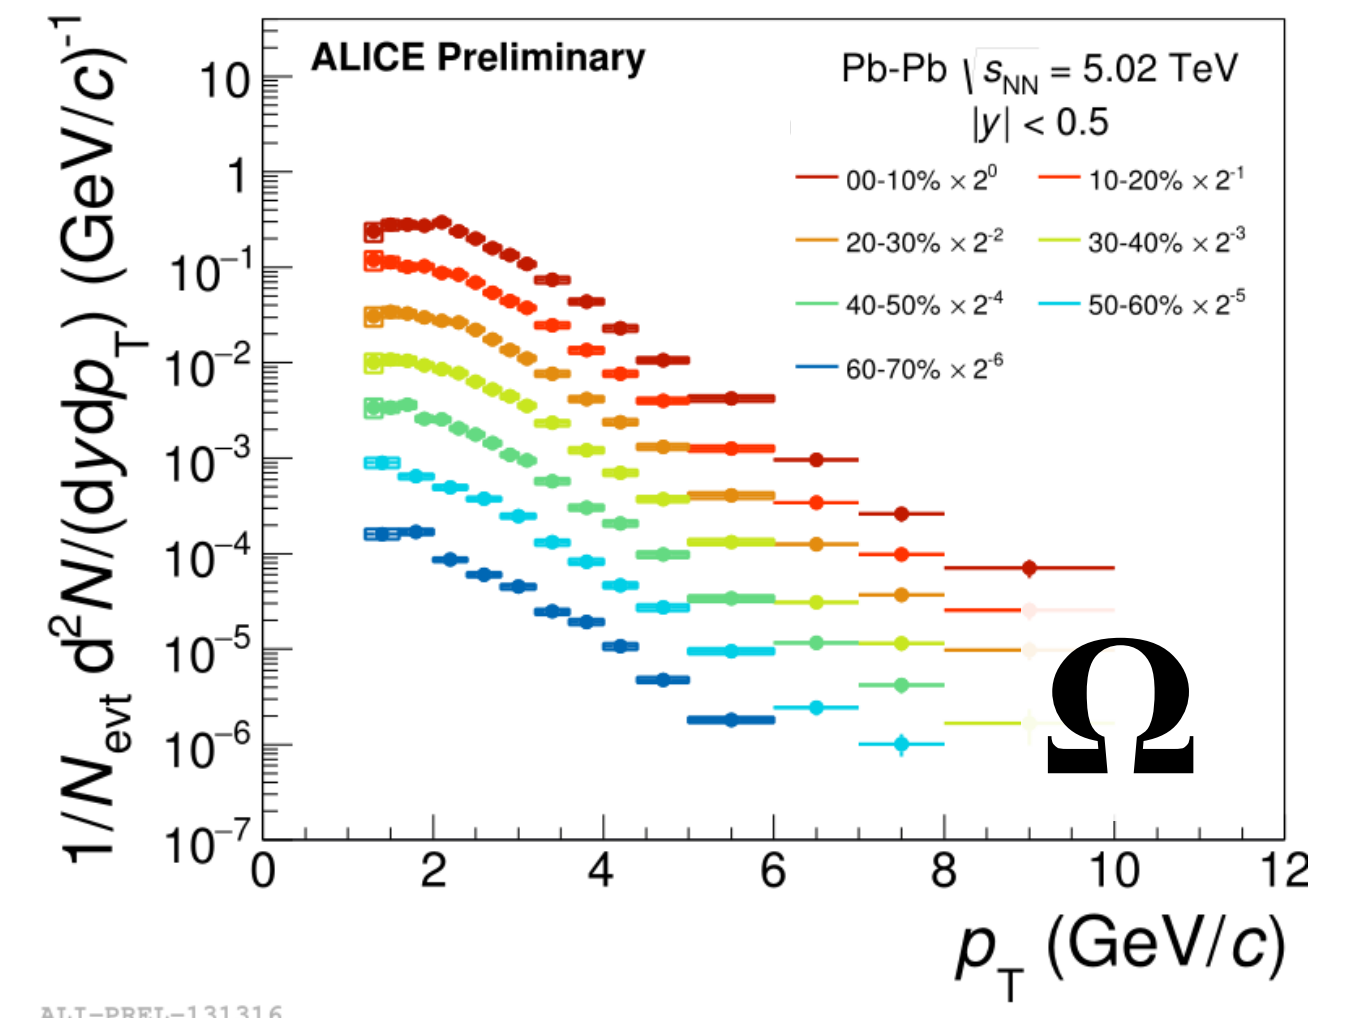 1/Nevt d²N/(dydpT) (GeV/c)⁻¹
ALICE Preliminary
Pb-Pb √sNN = 5.02 TeV
|y| < 0.5
00-10% × 2⁰ 10-20% × 2⁻¹
20-30% × 2⁻² 30-40% × 2⁻³
40-50% × 2⁻⁴ 50-60% × 2⁻⁵
60-70% × 2⁻⁶
10
1
10⁻¹
10⁻²
10⁻³
10⁻⁴
10⁻⁵
10⁻⁶
10⁻⁷
Ω
0 2 4 6 8 10 12
pT (GeV/c)
ALI-PREL-131316